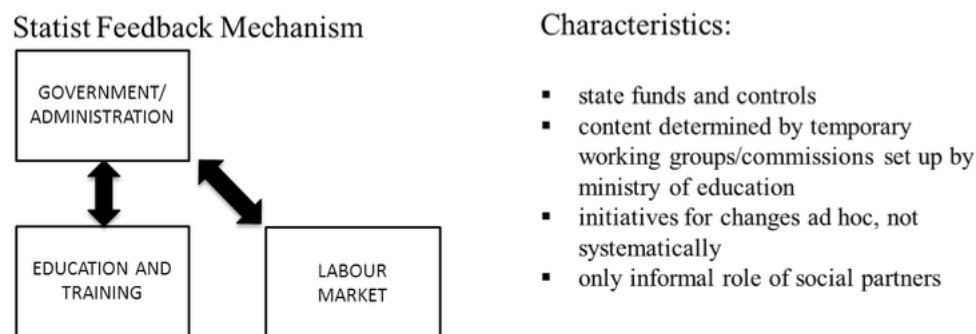 Statist Feedback Mechanism
GOVERNMENT/
ADMINISTRATION
EDUCATION AND
TRAINING
LABOUR
MARKET
Characteristics:
▪ state funds and controls
▪ content determined by temporary
working groups/commissions set up by
ministry of education
▪ initiatives for changes ad hoc, not
systematically
▪ only informal role of social partners